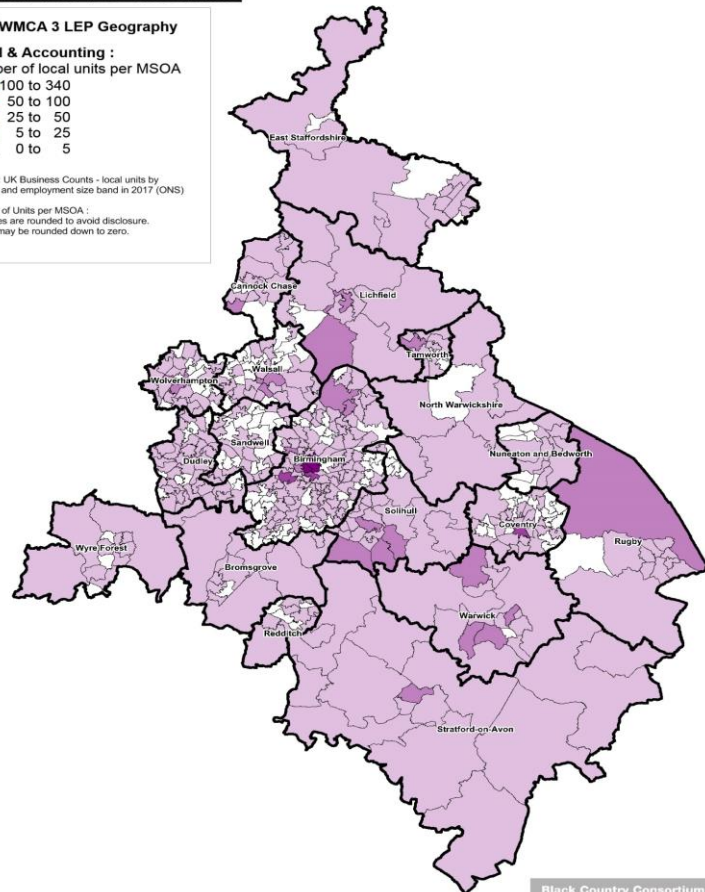 WMCA 3 LEP Geography
& Accounting :
of local units per MSOA
100 to 340
50 to 100
25 to 50
5 to 25
0 to 5
UK Business Counts - local units by
and employment size band in 2017 (ONS)
of Units per MSOA :
are rounded to avoid disclosure.
may be rounded down to zero.
East Staffordshire
Cannock Chase
Lichfield
Tamworth
Wolverhampton
Walsall
North Warwickshire
Sandwell
Dudley
Birmingham
Nuneaton and Bedworth
Solihull
Coventry
Rugby
Wyre Forest
Bromsgrove
Warwick
Redditch
Stratford-on-Avon
Black Country Consortium